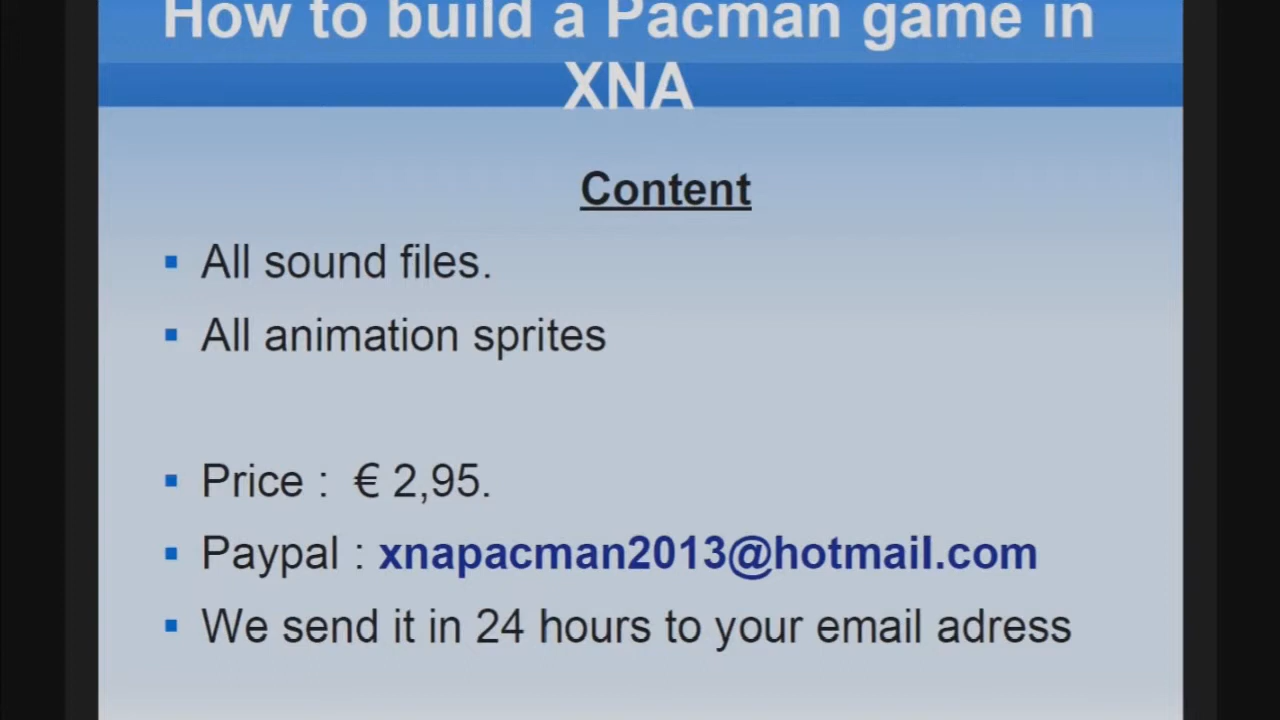 How to build a Pacman game in
XNA
Content
All sound files.
All animation sprites
Price : € 2,95.
Paypal : xnapacman2013@hotmail.com
We send it in 24 hours to your email adress